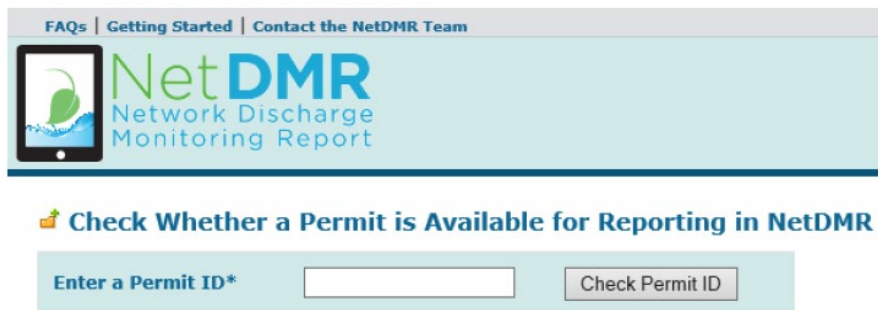 FAQs | Getting Started | Contact the NetDMR Team
NetDMR
Network Discharge
Monitoring Report
Check Whether a Permit is Available for Reporting in NetDMR
Enter a Permit ID* Check Permit ID